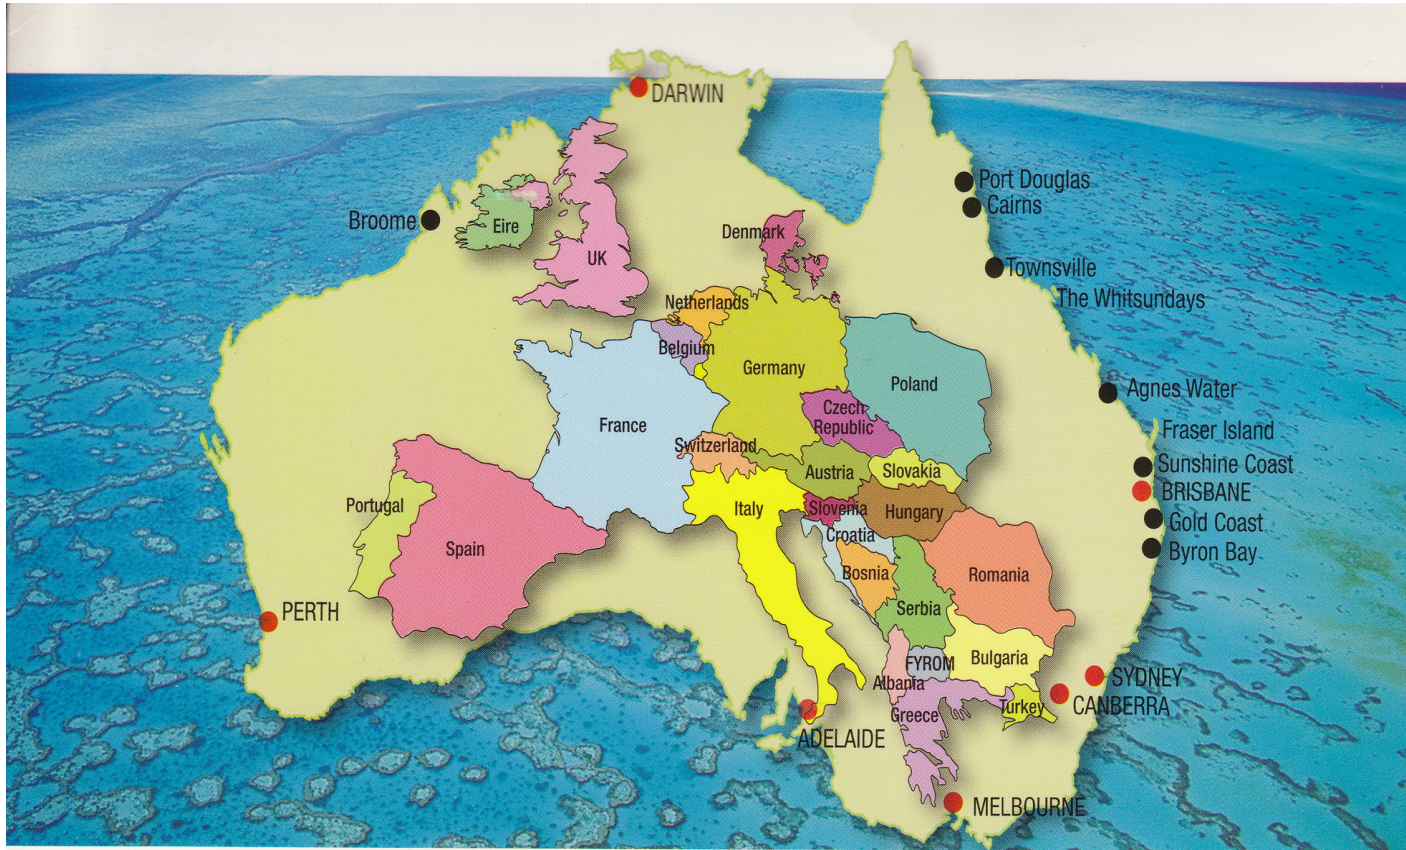 DARWIN
Port Douglas
Cairns
Broome
Eire
UK
Denmark
Townsville
The Whitsundays
Netherlands
Belgium
Germany
Poland
Agnes Water
France
Czech
Republic
Fraser Island
Switzerland
Austria
Slovakia
Sunshine Coast
BRISBANE
Portugal
Italy
Slovenia
Hungary
Gold Coast
Croatia
Spain
Byron Bay
Bosnia
Romania
PERTH
Serbia
FYROM
Bulgaria
SYDNEY
Albania
CANBERRA
Greece
Turkey
ADELAIDE
MELBOURNE